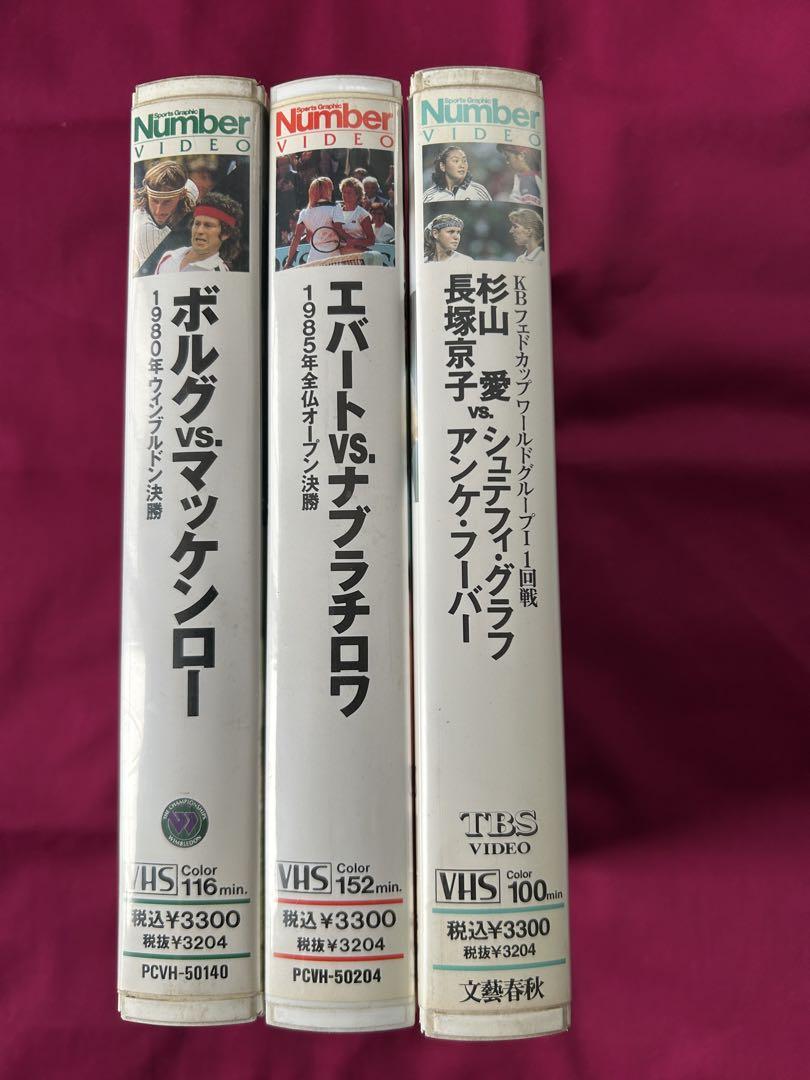 Sports Graphic
Number
VIDEO
ボルグVS.マッケンロー
1980年ウィンブルドン決勝
THE CHAMPIONSHIPS
WIMBLEDON
VHS
Color
116min.
税込¥3300
税抜¥3204
PCVH-50140
Sports Graphic
Number
VIDEO
エバートVS.ナブラチロワ
1985年全仏オープン決勝
VHS
Color
152min.
税込¥3300
税抜¥3204
PCVH-50204
Sports Graphic
Number
VIDEO
KBフェドカップ ワールドグループI 1回戦
杉山 愛
長塚京子
VS.
シュテフィ・グラフ
アンケ・フーバー
TBS
VIDEO
VHS
Color
100min
税込¥3300
税抜¥3204
文藝春秋